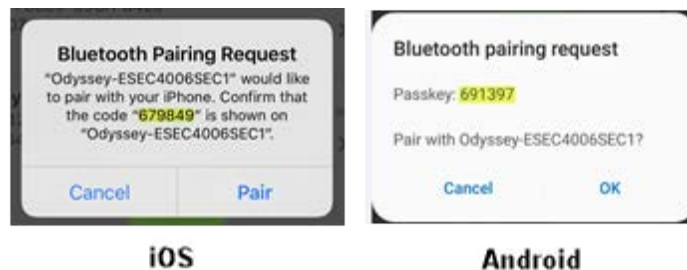 Bluetooth Pairing Request
"Odyssey-ESEC4006SEC1" would like
to pair with your iPhone. Confirm that
the code "679849" is shown on
"Odyssey-ESEC4006SEC1".
Cancel
Pair
iOS
Bluetooth pairing request
Passkey: 691397
Pair with Odyssey-ESEC4006SEC1?
Cancel
OK
Android